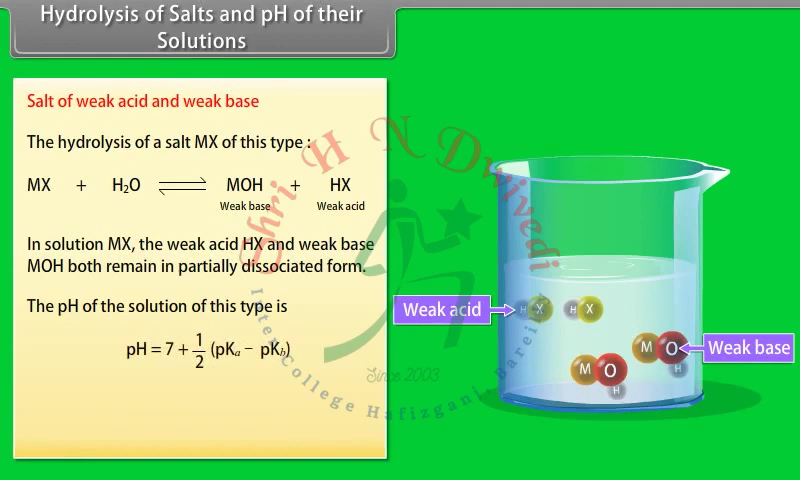 Hydrolysis of Salts and pH of their
Solutions
Salt of weak acid and weak base
The hydrolysis of a salt MX of this type :
MX + H₂O ⇌ MOH + HX
Weak base Weak acid
In solution MX, the weak acid HX and weak base
MOH both remain in partially dissociated form.
The pH of the solution of this type is
pH = 7 + 1/2 (pKₐ − pK_b)
Weak acid
H X H X
Weak base
M O H
M O H
Shri H N Dwivedi
Inter College Hafizganj, Bareilly
Since 2003